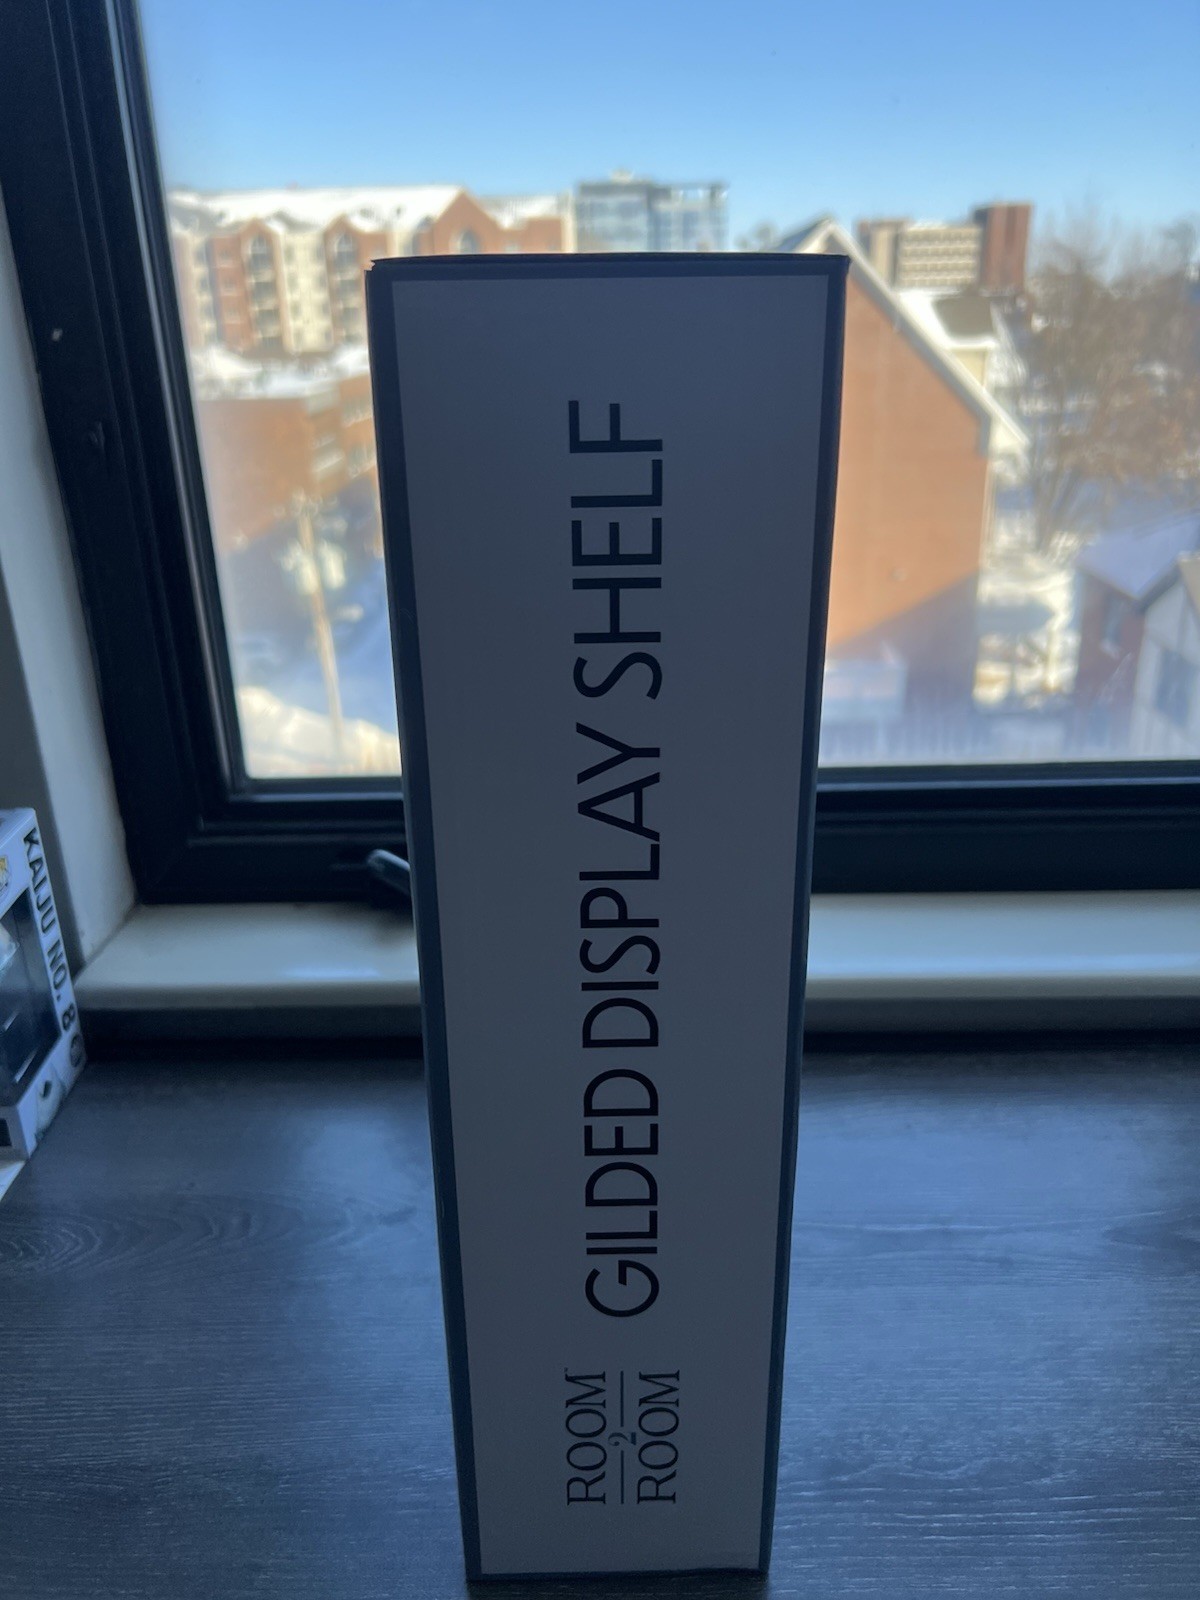 GILDED DISPLAY SHELF
ROOM
2
ROOM
KAIJU NO. 8